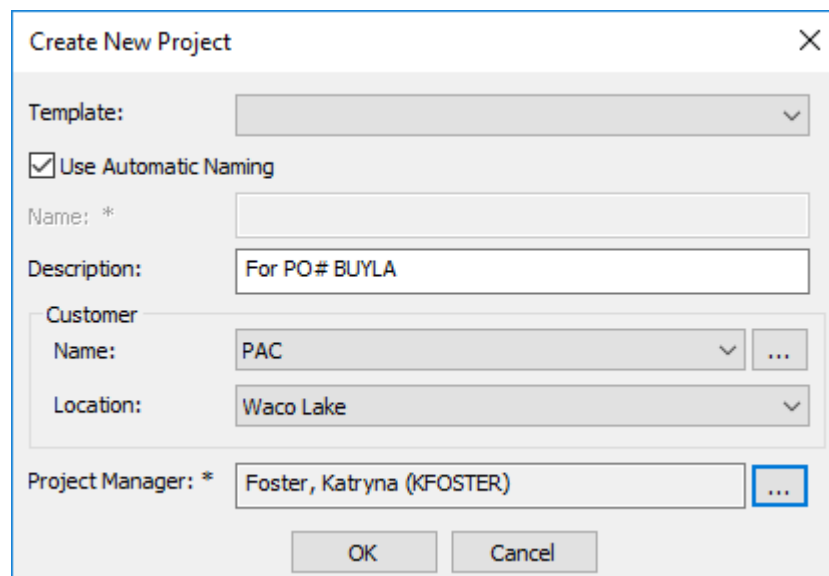 Create New Project
Template:
Use Automatic Naming
Name: *
Description: For PO# BUYLA
Customer
Name: PAC ...
Location: Waco Lake
Project Manager: * Foster, Katryna (KFOSTER) ...
OK Cancel